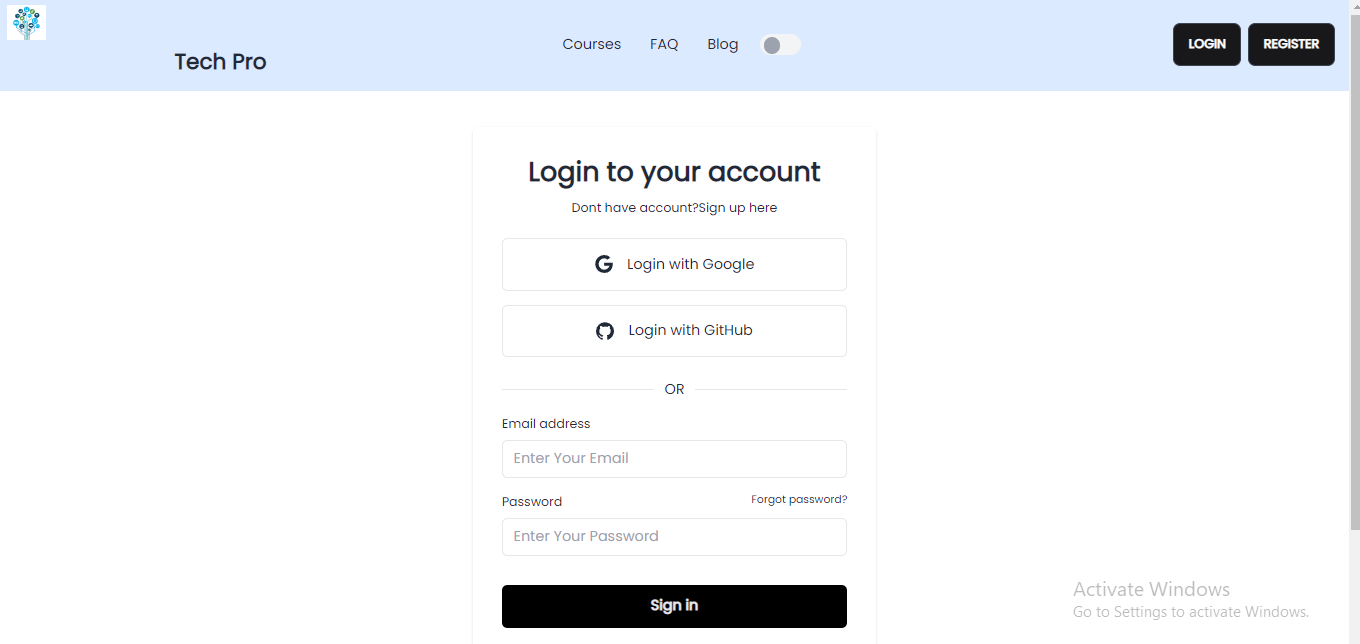 Tech Pro
Courses FAQ Blog
LOGIN REGISTER
Login to your account
Dont have account?Sign up here
Login with Google
Login with GitHub
OR
Email address
Enter Your Email
Password Forgot password?
Enter Your Password
Sign in
Activate Windows
Go to Settings to activate Windows.